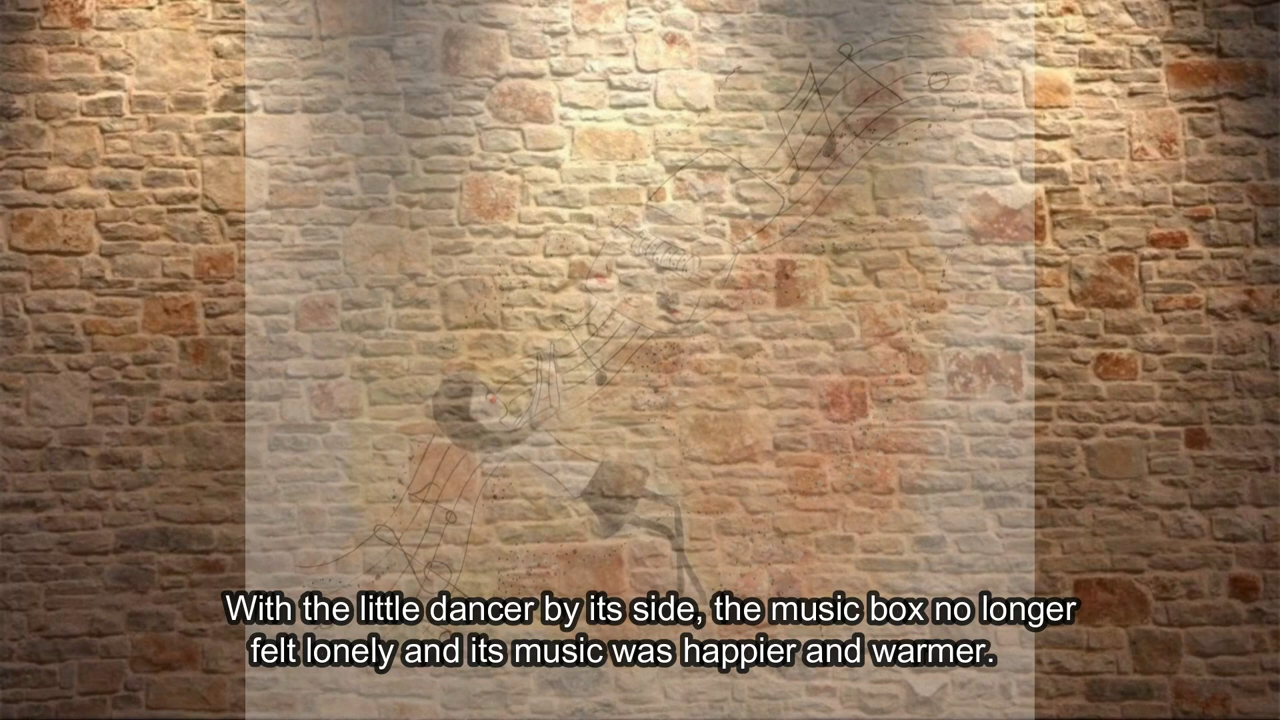 With the little dancer by its side, the music box no longer
felt lonely and its music was happier and warmer.